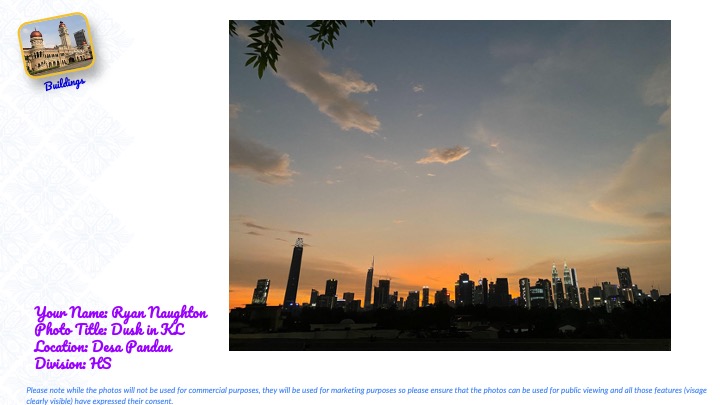 Buildings
Your Name: Ryan Naughton
Photo Title: Dusk in KL
Location: Desa Pandan
Division: HS
Please note while the photos will not be used for commercial purposes, they will be used for marketing purposes so please ensure that the photos can be used for public viewing and all those features (visage
clearly visible) have expressed their consent.